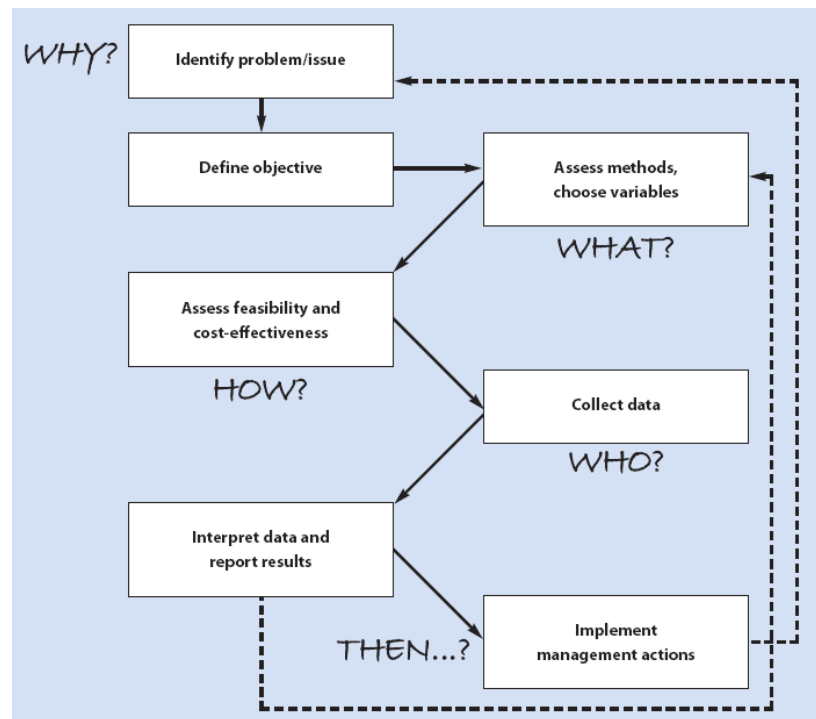 WHY?
Identify problem/issue
Define objective
Assess methods,
choose variables
WHAT?
Assess feasibility and
cost-effectiveness
HOW?
Collect data
WHO?
Interpret data and
report results
THEN...?
Implement
management actions